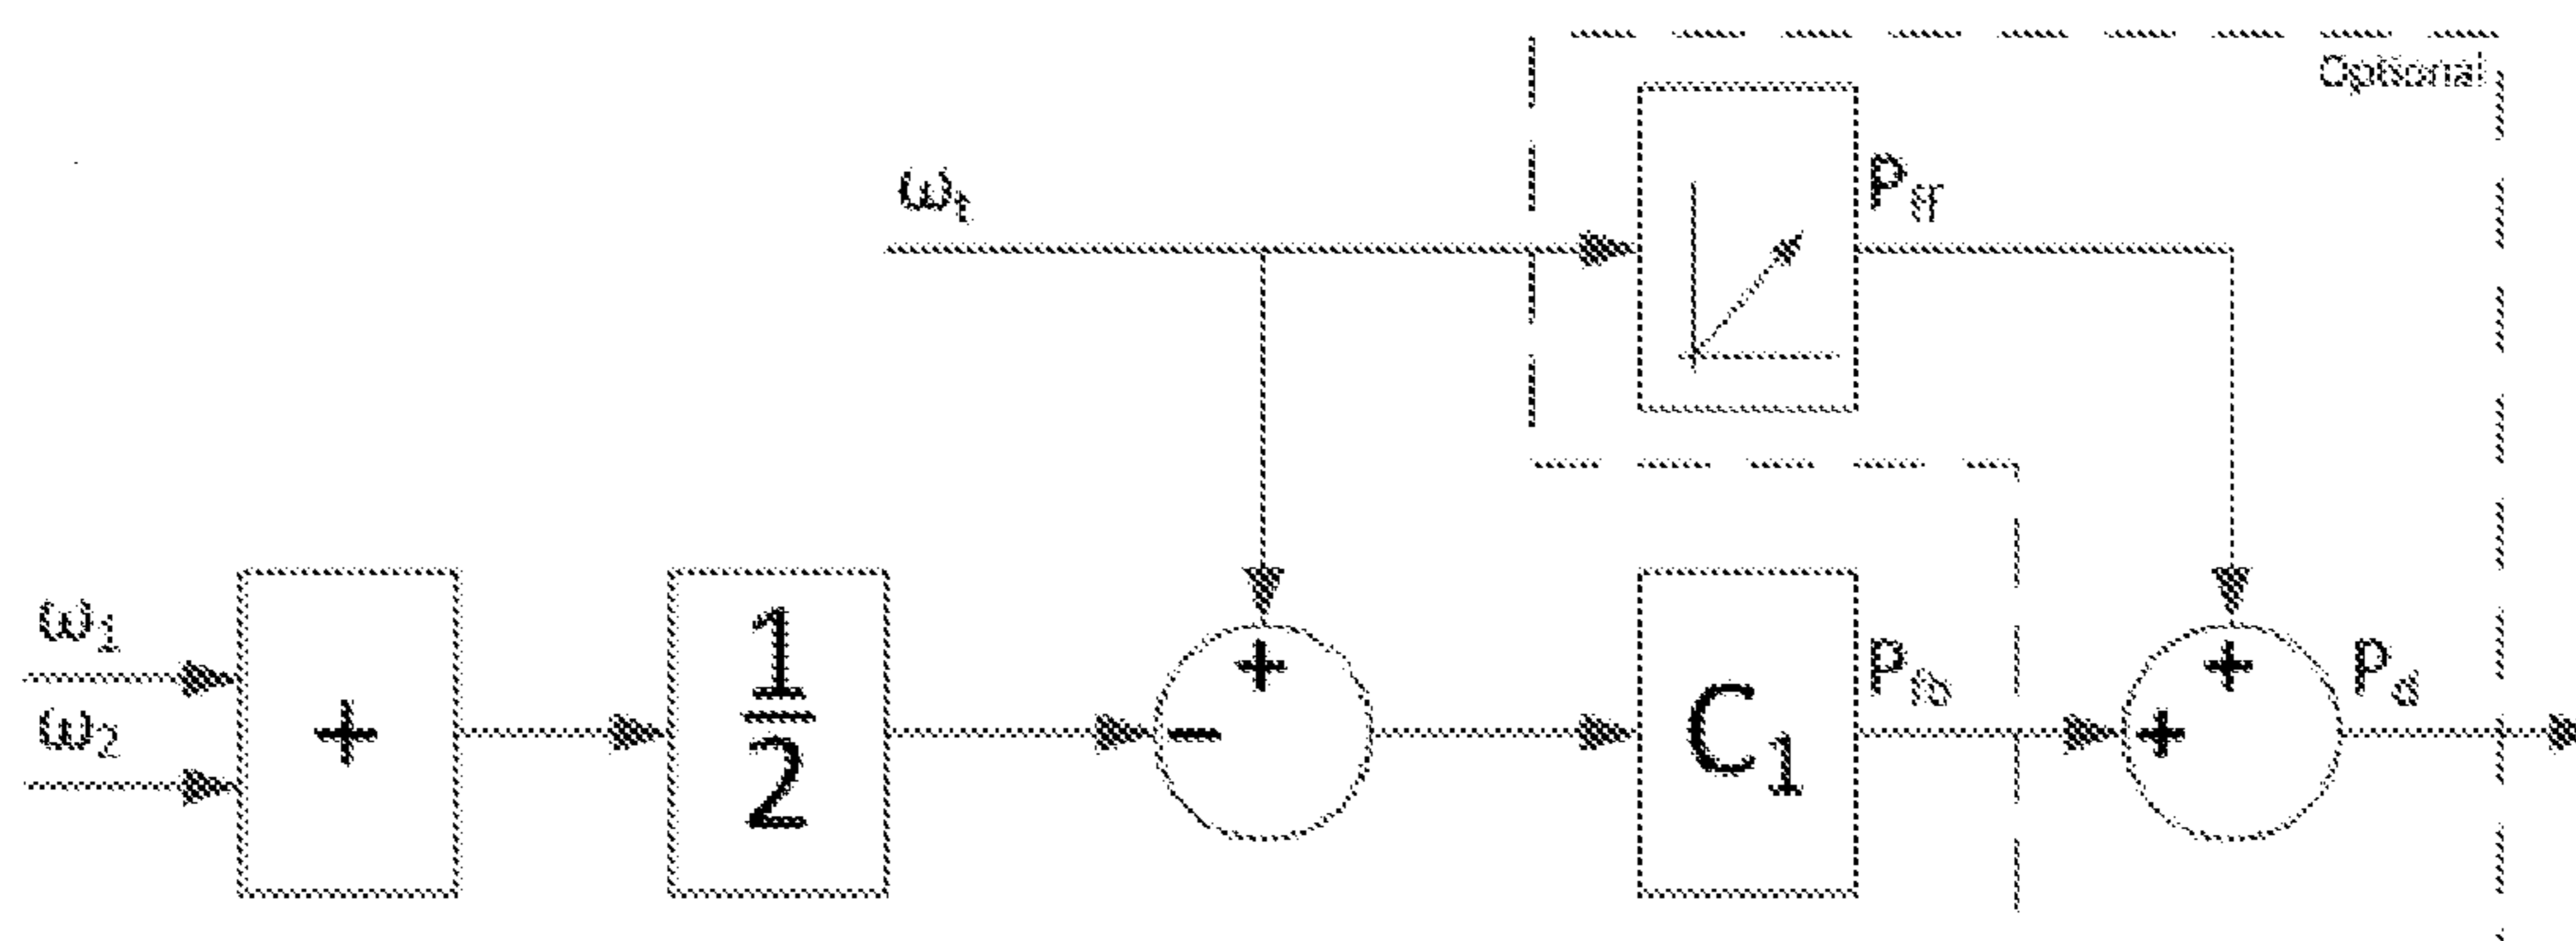 Optional
ωt
Pff
ω1
ω2
+
1
2
+
−
C1
Pfb
+
+
Pd